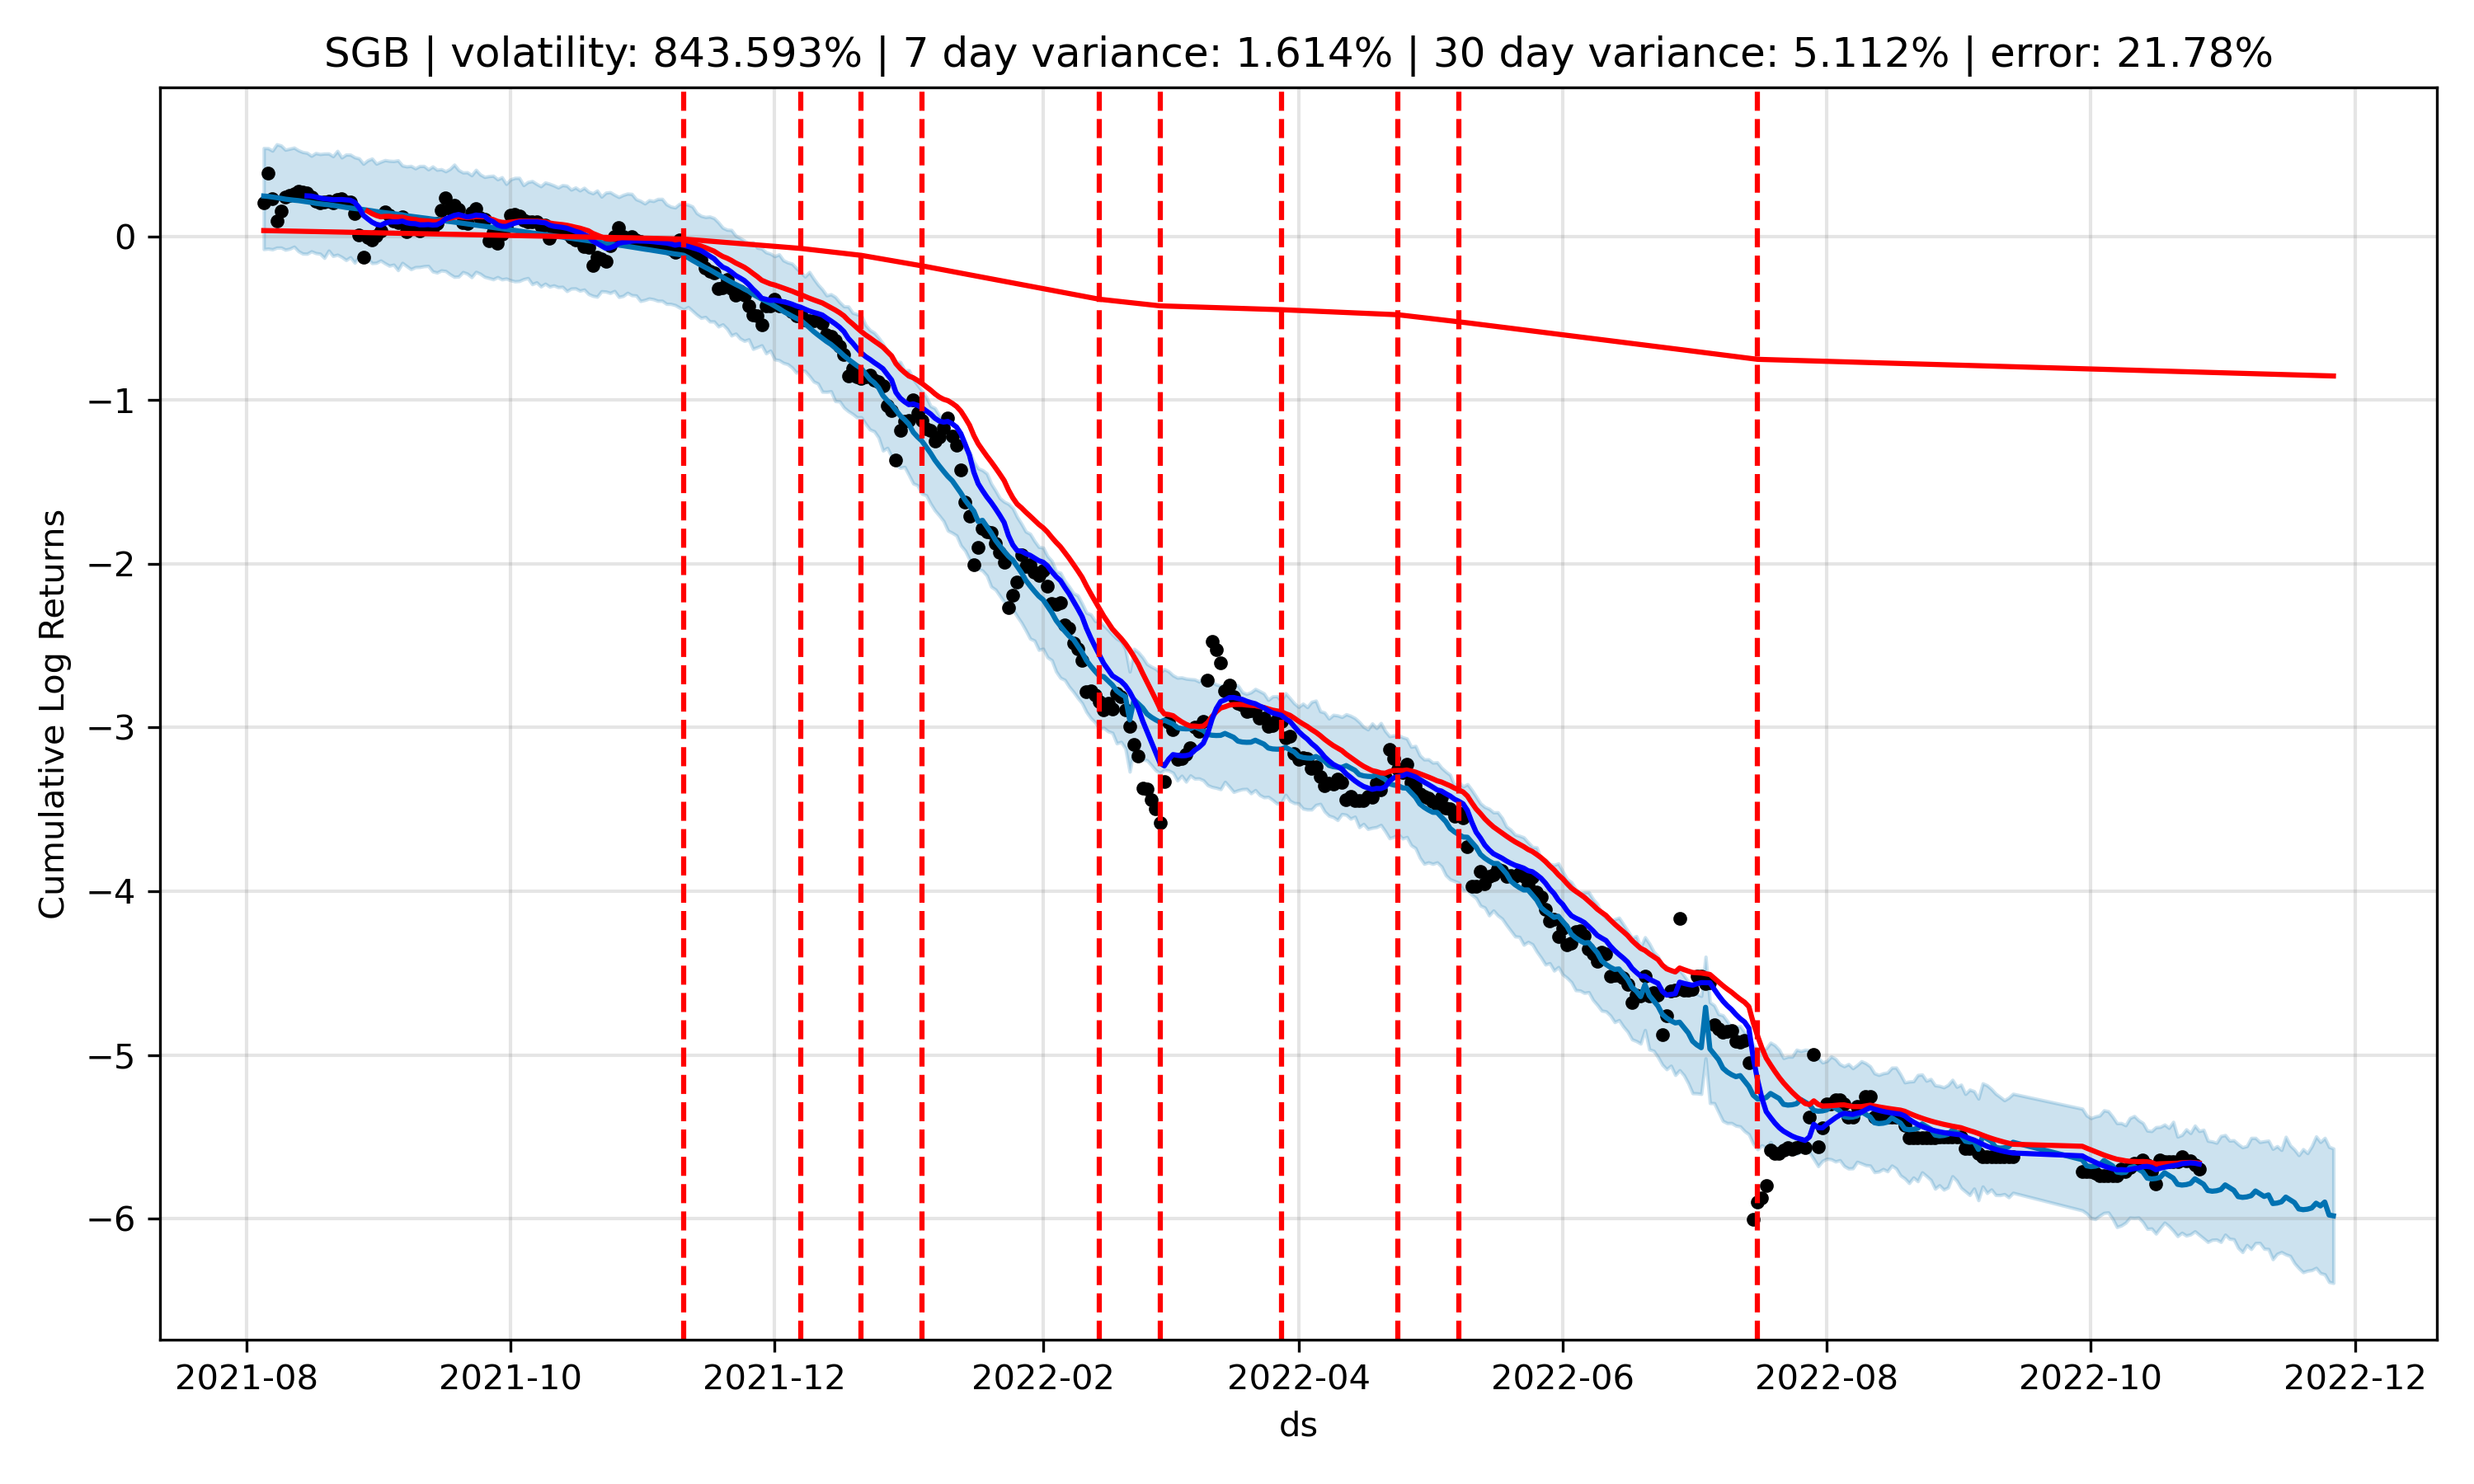 SGB | volatility: 843.593% | 7 day variance: 1.614% | 30 day variance: 5.112% | error: 21.78%
Cumulative Log Returns
0
−1
−2
−3
−4
−5
−6
2021-08 2021-10 2021-12 2022-02 2022-04 2022-06 2022-08 2022-10 2022-12
ds